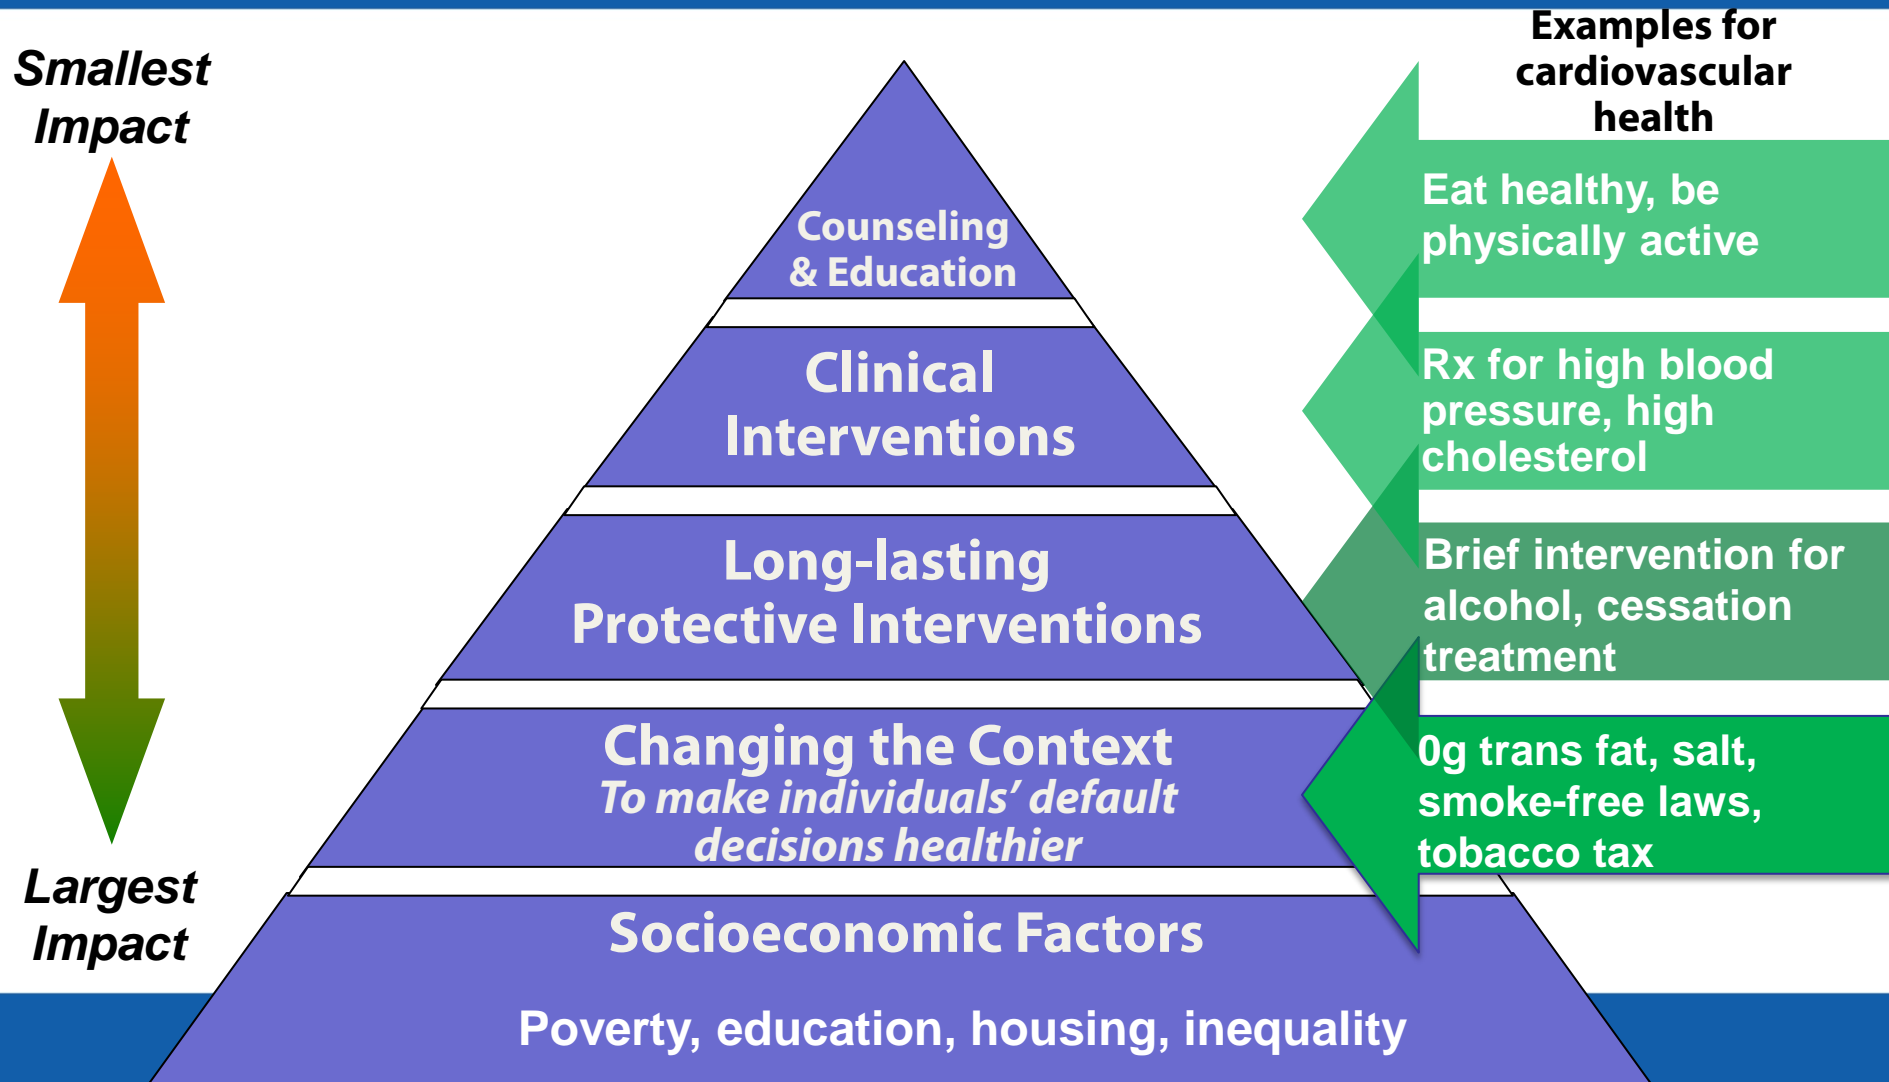 Smallest
Impact
Largest
Impact
Counseling
& Education
Clinical
Interventions
Long-lasting
Protective Interventions
Changing the Context
To make individuals’ default
decisions healthier
Socioeconomic Factors
Poverty, education, housing, inequality
Examples for
cardiovascular
health
Eat healthy, be
physically active
Rx for high blood
pressure, high
cholesterol
Brief intervention for
alcohol, cessation
treatment
0g trans fat, salt,
smoke-free laws,
tobacco tax